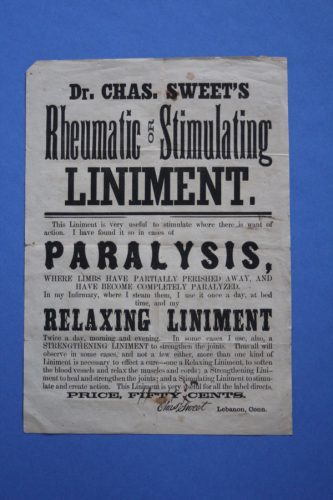 Dr. CHAS. SWEET'S
Rheumatic OR Stimulating
LINIMENT.
This Liniment is very useful to stimulate where there is want of
action. I have found it so in cases of
PARALYSIS,
WHERE LIMBS HAVE PARTIALLY PERISHED AWAY, AND
HAVE BECOME COMPLETELY PARALYZED.
In my Infirmary, where I steam them, I use it once a day, at bed
time, and my
RELAXING LINIMENT
Twice a day, morning and evening. In some cases I use, also, a
STRENGTHENING LINIMENT to strengthen the joints. Thus all will
observe in some cases, and not a few either, more than one kind of
Liniment is necessary to effect a cure—one a Relaxing Liniment, to soften
the blood vessels and relax the muscles and cords; a Strengthening Lini-
ment to heal and strengthen the joints; and a Stimulating Liniment to stimu-
late and create action. This Liniment is very useful for all the label directs.
PRICE, FIFTY CENTS.
Chas Sweet Lebanon, Conn.